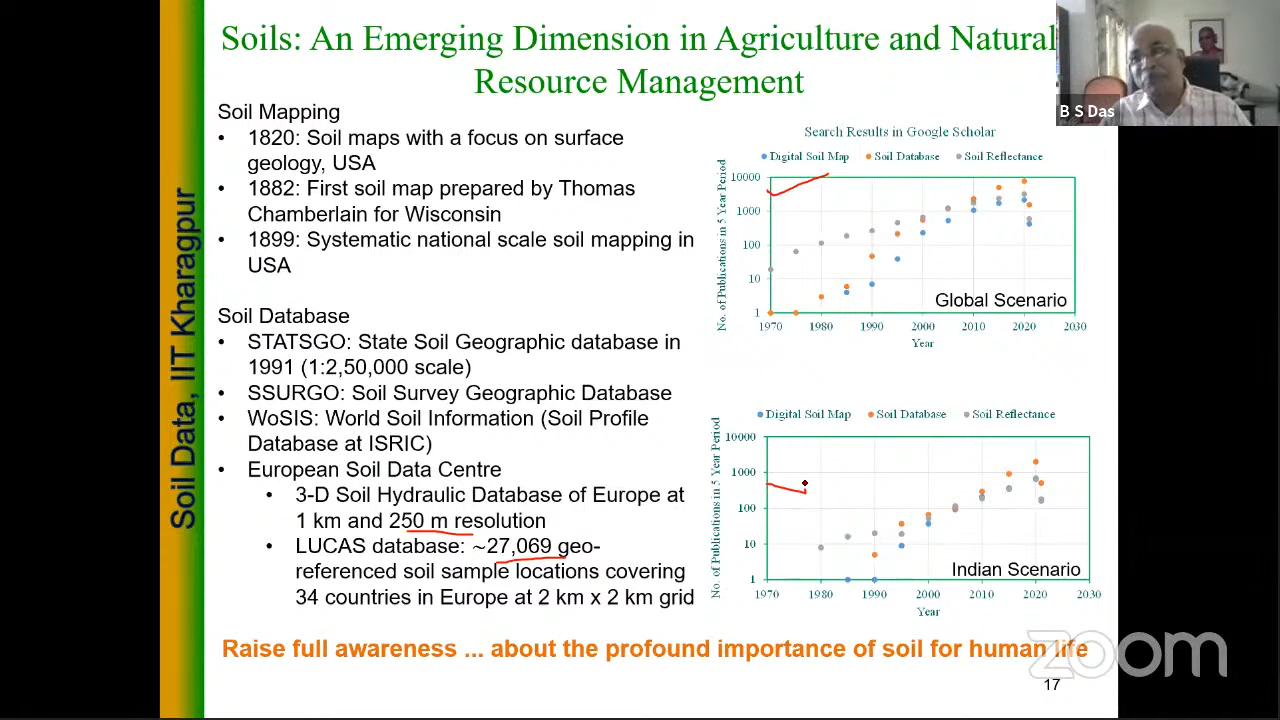 Soils: An Emerging Dimension in Agriculture and Natural
Resource Management
B S Das
Soil Data, IIT Kharagpur
Soil Mapping
• 1820: Soil maps with a focus on surface
geology, USA
• 1882: First soil map prepared by Thomas
Chamberlain for Wisconsin
• 1899: Systematic national scale soil mapping in
USA
Soil Database
• STATSGO: State Soil Geographic database in
1991 (1:2,50,000 scale)
• SSURGO: Soil Survey Geographic Database
• WoSIS: World Soil Information (Soil Profile
Database at ISRIC)
• European Soil Data Centre
• 3-D Soil Hydraulic Database of Europe at
1 km and 250 m resolution
• LUCAS database: ~27,069 geo-
referenced soil sample locations covering
34 countries in Europe at 2 km x 2 km grid
Search Results in Google Scholar
Digital Soil Map Soil Database Soil Reflectance
No. of Publications in 5 Year Period
10000
1000
100
10
1
Global Scenario
1970 1980 1990 2000 2010 2020 2030
Year
Digital Soil Map Soil Database Soil Reflectance
No. of Publications in 5 Year Period
10000
1000
100
10
1
Indian Scenario
1970 1980 1990 2000 2010 2020 2030
Year
Raise full awareness ... about the profound importance of soil for human life
zoom
17